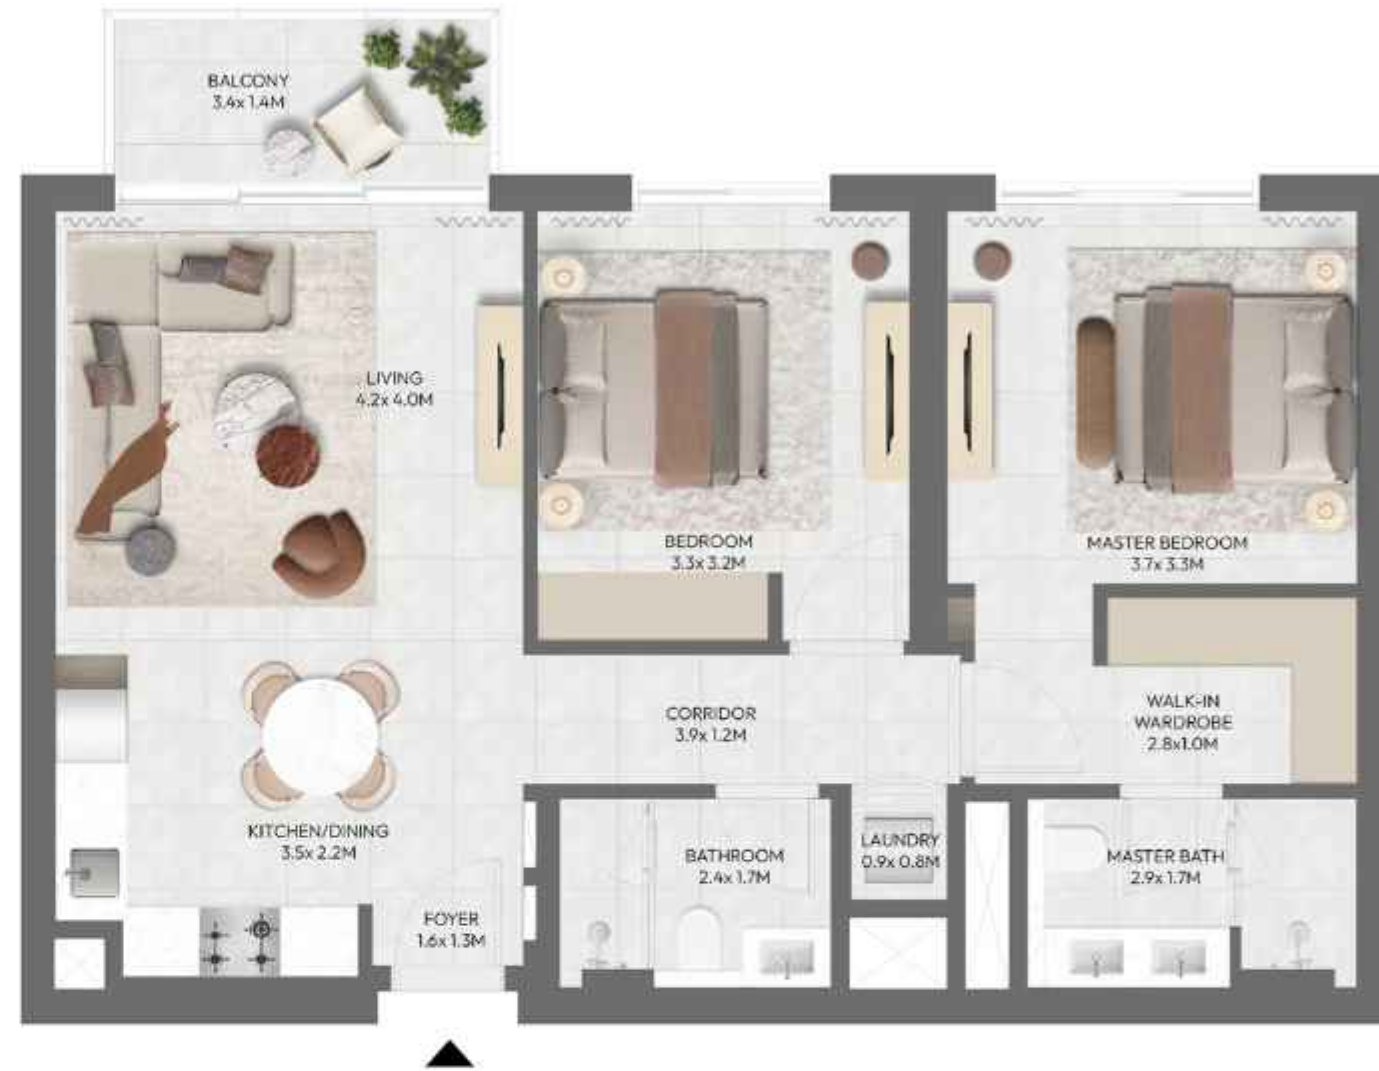 BALCONY
3.4x 1.4M
LIVING
4.2x 4.0M
BEDROOM
3.3x 3.2M
MASTER BEDROOM
3.7x 3.3M
CORRIDOR
3.9x 1.2M
WALK-IN
WARDROBE
2.8x1.0M
KITCHEN/DINING
3.5x 2.2M
FOYER
1.6x 1.3M
BATHROOM
2.4x 1.7M
LAUNDRY
0.9x 0.8M
MASTER BATH
2.9x 1.7M